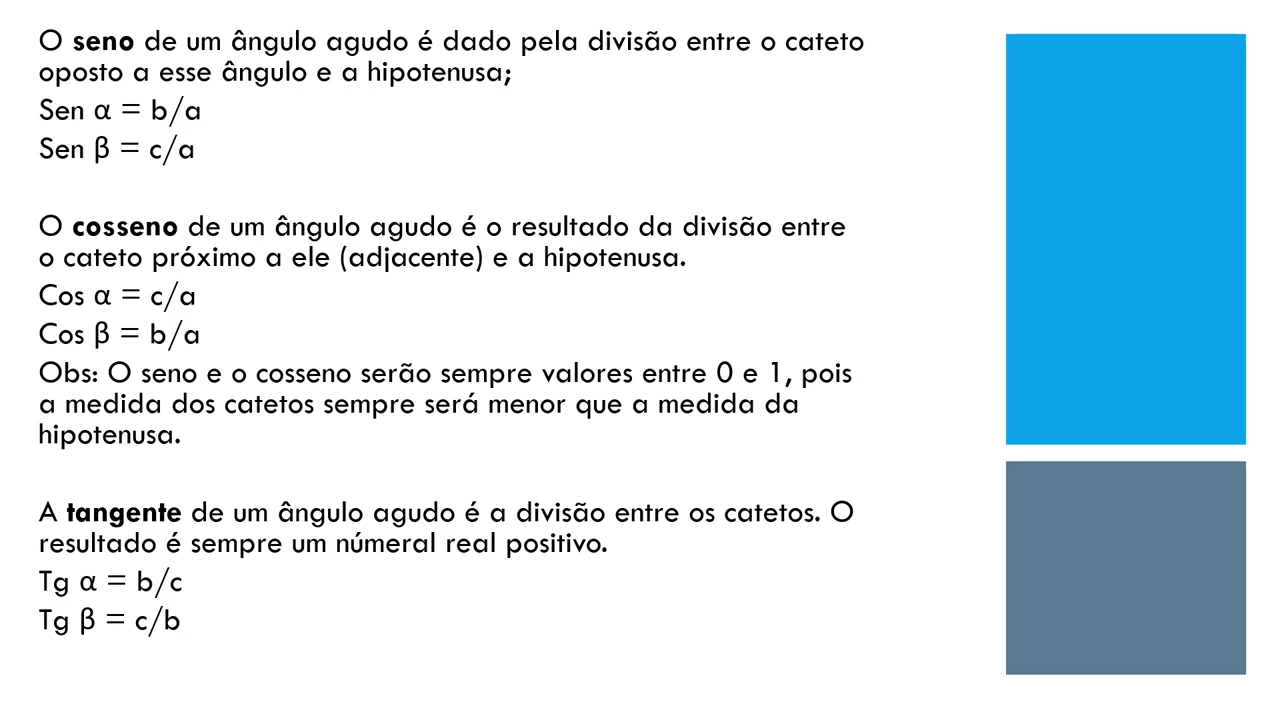 O seno de um ângulo agudo é dado pela divisão entre o cateto
oposto a esse ângulo e a hipotenusa;
Sen α = b/a
Sen β = c/a
O cosseno de um ângulo agudo é o resultado da divisão entre
o cateto próximo a ele (adjacente) e a hipotenusa.
Cos α = c/a
Cos β = b/a
Obs: O seno e o cosseno serão sempre valores entre 0 e 1, pois
a medida dos catetos sempre será menor que a medida da
hipotenusa.
A tangente de um ângulo agudo é a divisão entre os catetos. O
resultado é sempre um númeral real positivo.
Tg α = b/c
Tg β = c/b